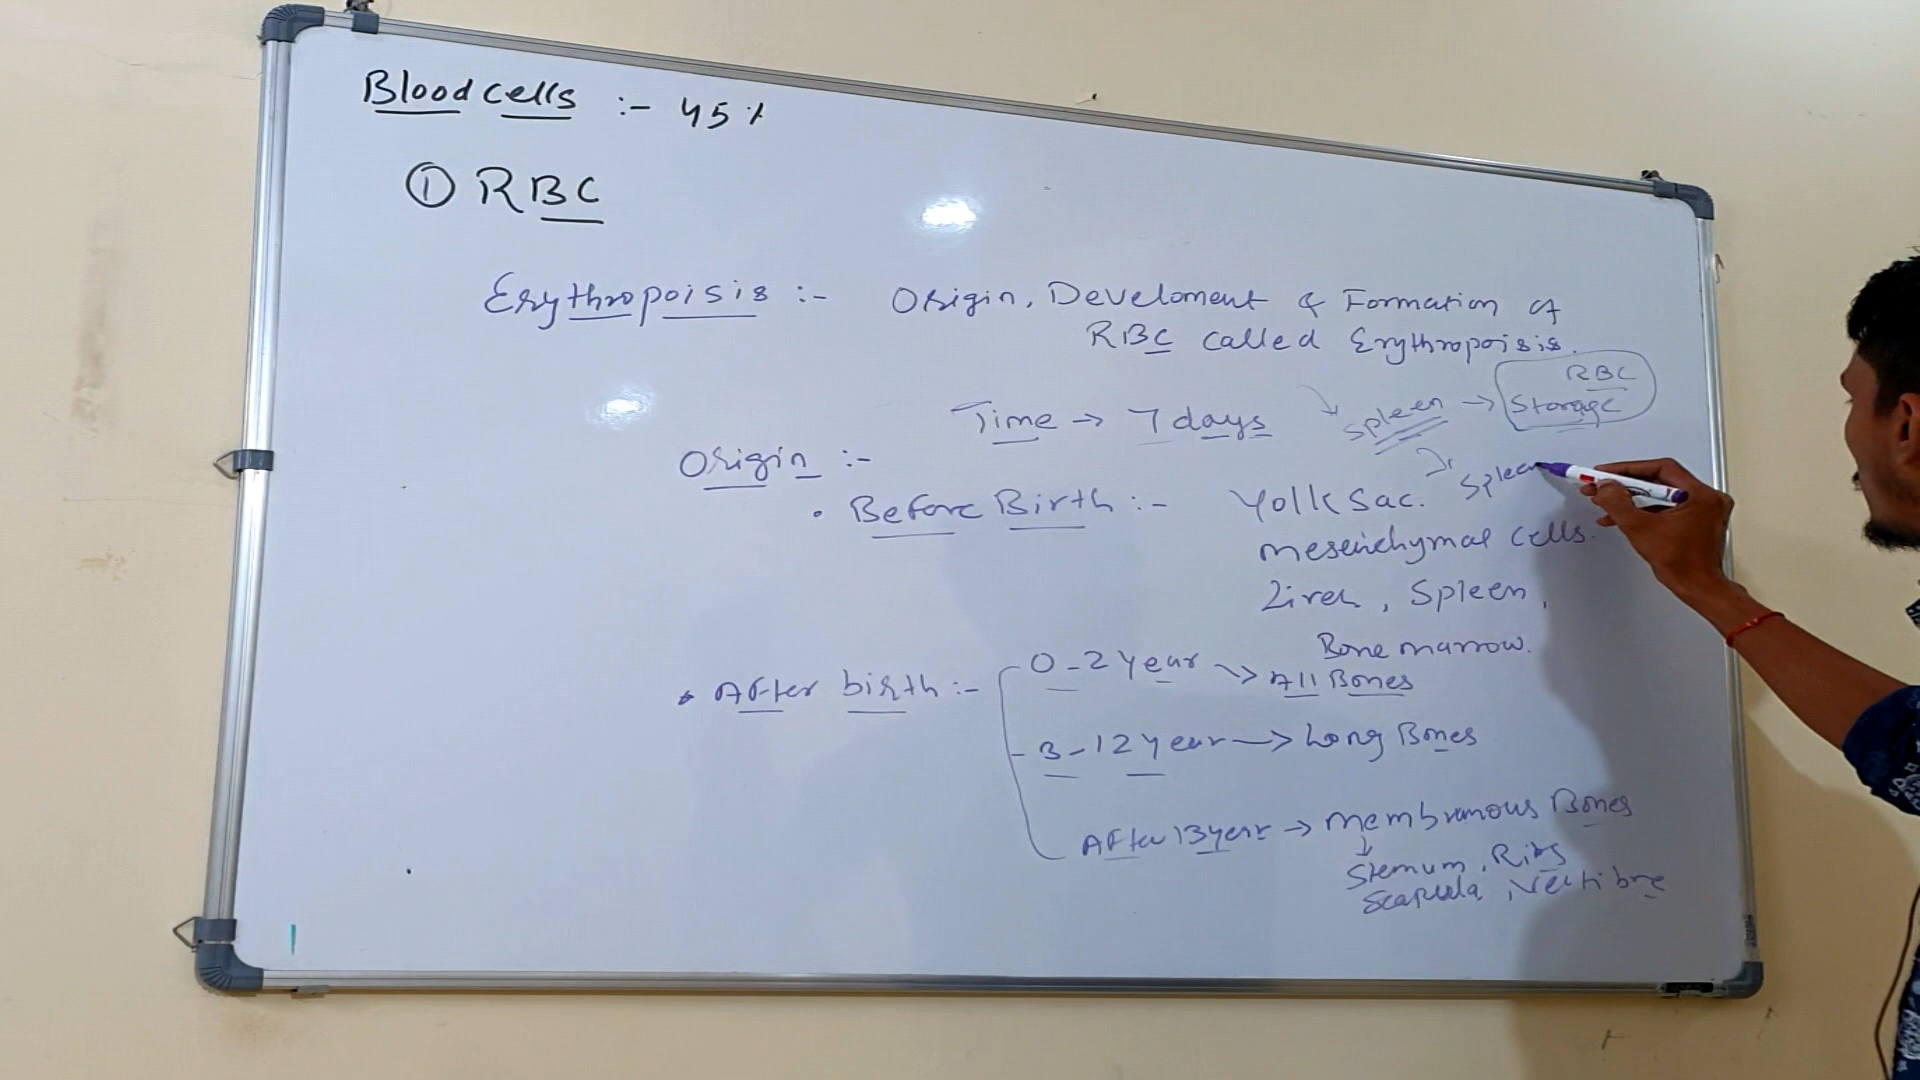 Blood cells :- 45%
① RBC
Erythropoisis :- Origin, Develoment & Formation of
RBC called Erythropoisis.
RBC
Time → 7 days Spleen → Storage
Origin :-
Spleen
• Before Birth :- Yolk Sac.
Mesenchymal cells.
Liver, Spleen,
Bone marrow.
• After birth :- 0-2 year → All Bones
3-12 year → Long Bones
After 13 year → Membranous Bones
Sternum, Ribs
Scapula, Vertibre